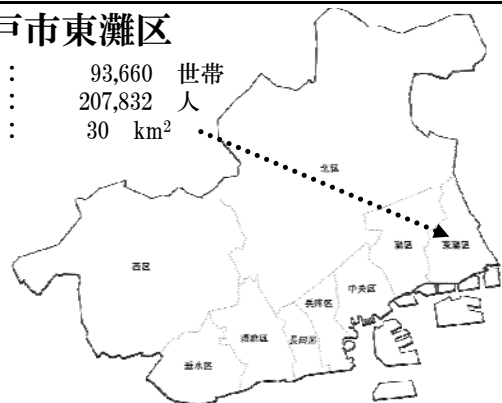 戸市東灘区
： 93,660 世帯
： 207,832 人
： 30 km²
北区
西区
灘区
東灘区
中央区
兵庫区
須磨区
長田区
垂水区